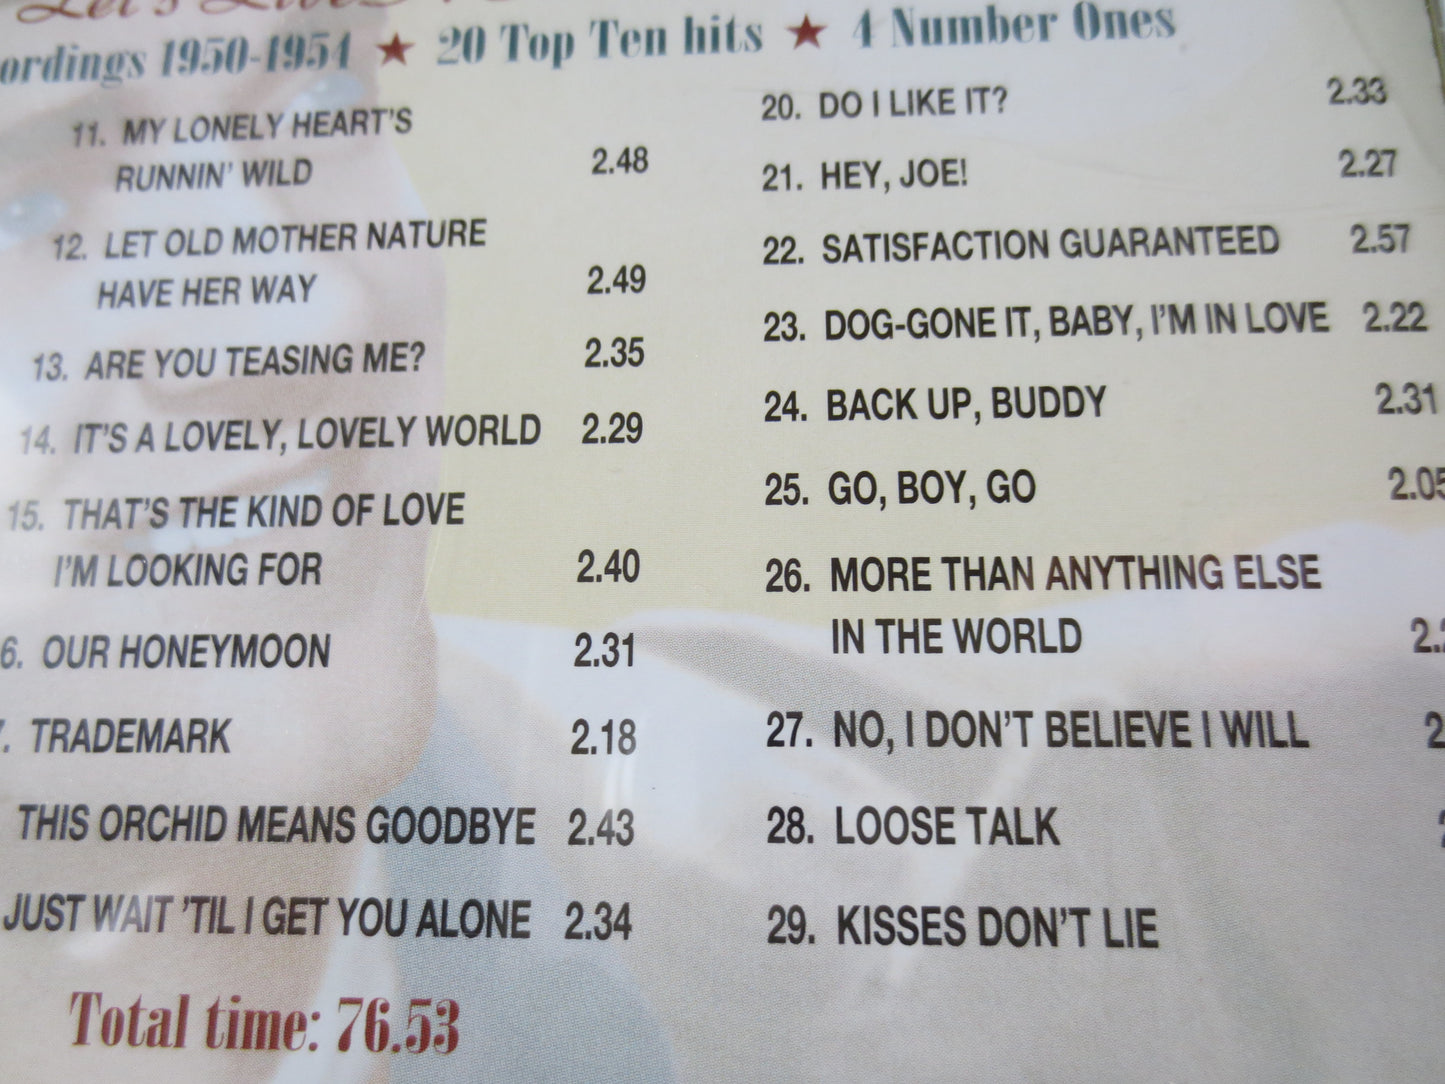 Let's Live
ordings 1950-1954 ★ 20 Top Ten hits ★ 4 Number Ones
11. MY LONELY HEART'S
RUNNIN' WILD 2.48
12. LET OLD MOTHER NATURE
HAVE HER WAY 2.49
13. ARE YOU TEASING ME? 2.35
14. IT'S A LOVELY, LOVELY WORLD 2.29
15. THAT'S THE KIND OF LOVE
I'M LOOKING FOR 2.40
6. OUR HONEYMOON 2.31
. TRADEMARK 2.18
THIS ORCHID MEANS GOODBYE 2.43
JUST WAIT 'TIL I GET YOU ALONE 2.34
20. DO I LIKE IT? 2.33
21. HEY, JOE! 2.27
22. SATISFACTION GUARANTEED 2.57
23. DOG-GONE IT, BABY, I'M IN LOVE 2.22
24. BACK UP, BUDDY 2.31
25. GO, BOY, GO 2.05
26. MORE THAN ANYTHING ELSE
IN THE WORLD 2.
27. NO, I DON'T BELIEVE I WILL 2
28. LOOSE TALK
29. KISSES DON'T LIE
Total time: 76.53